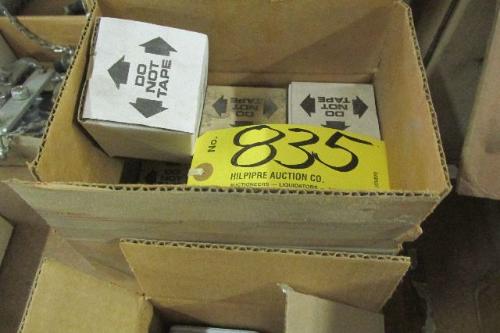 DO
NOT
TAPE
DO
NOT
TAPE
DO
NOT
TAPE
No. 835
HILPIPRE AUCTION CO.
AUCTIONEERS — LIQUIDATORS